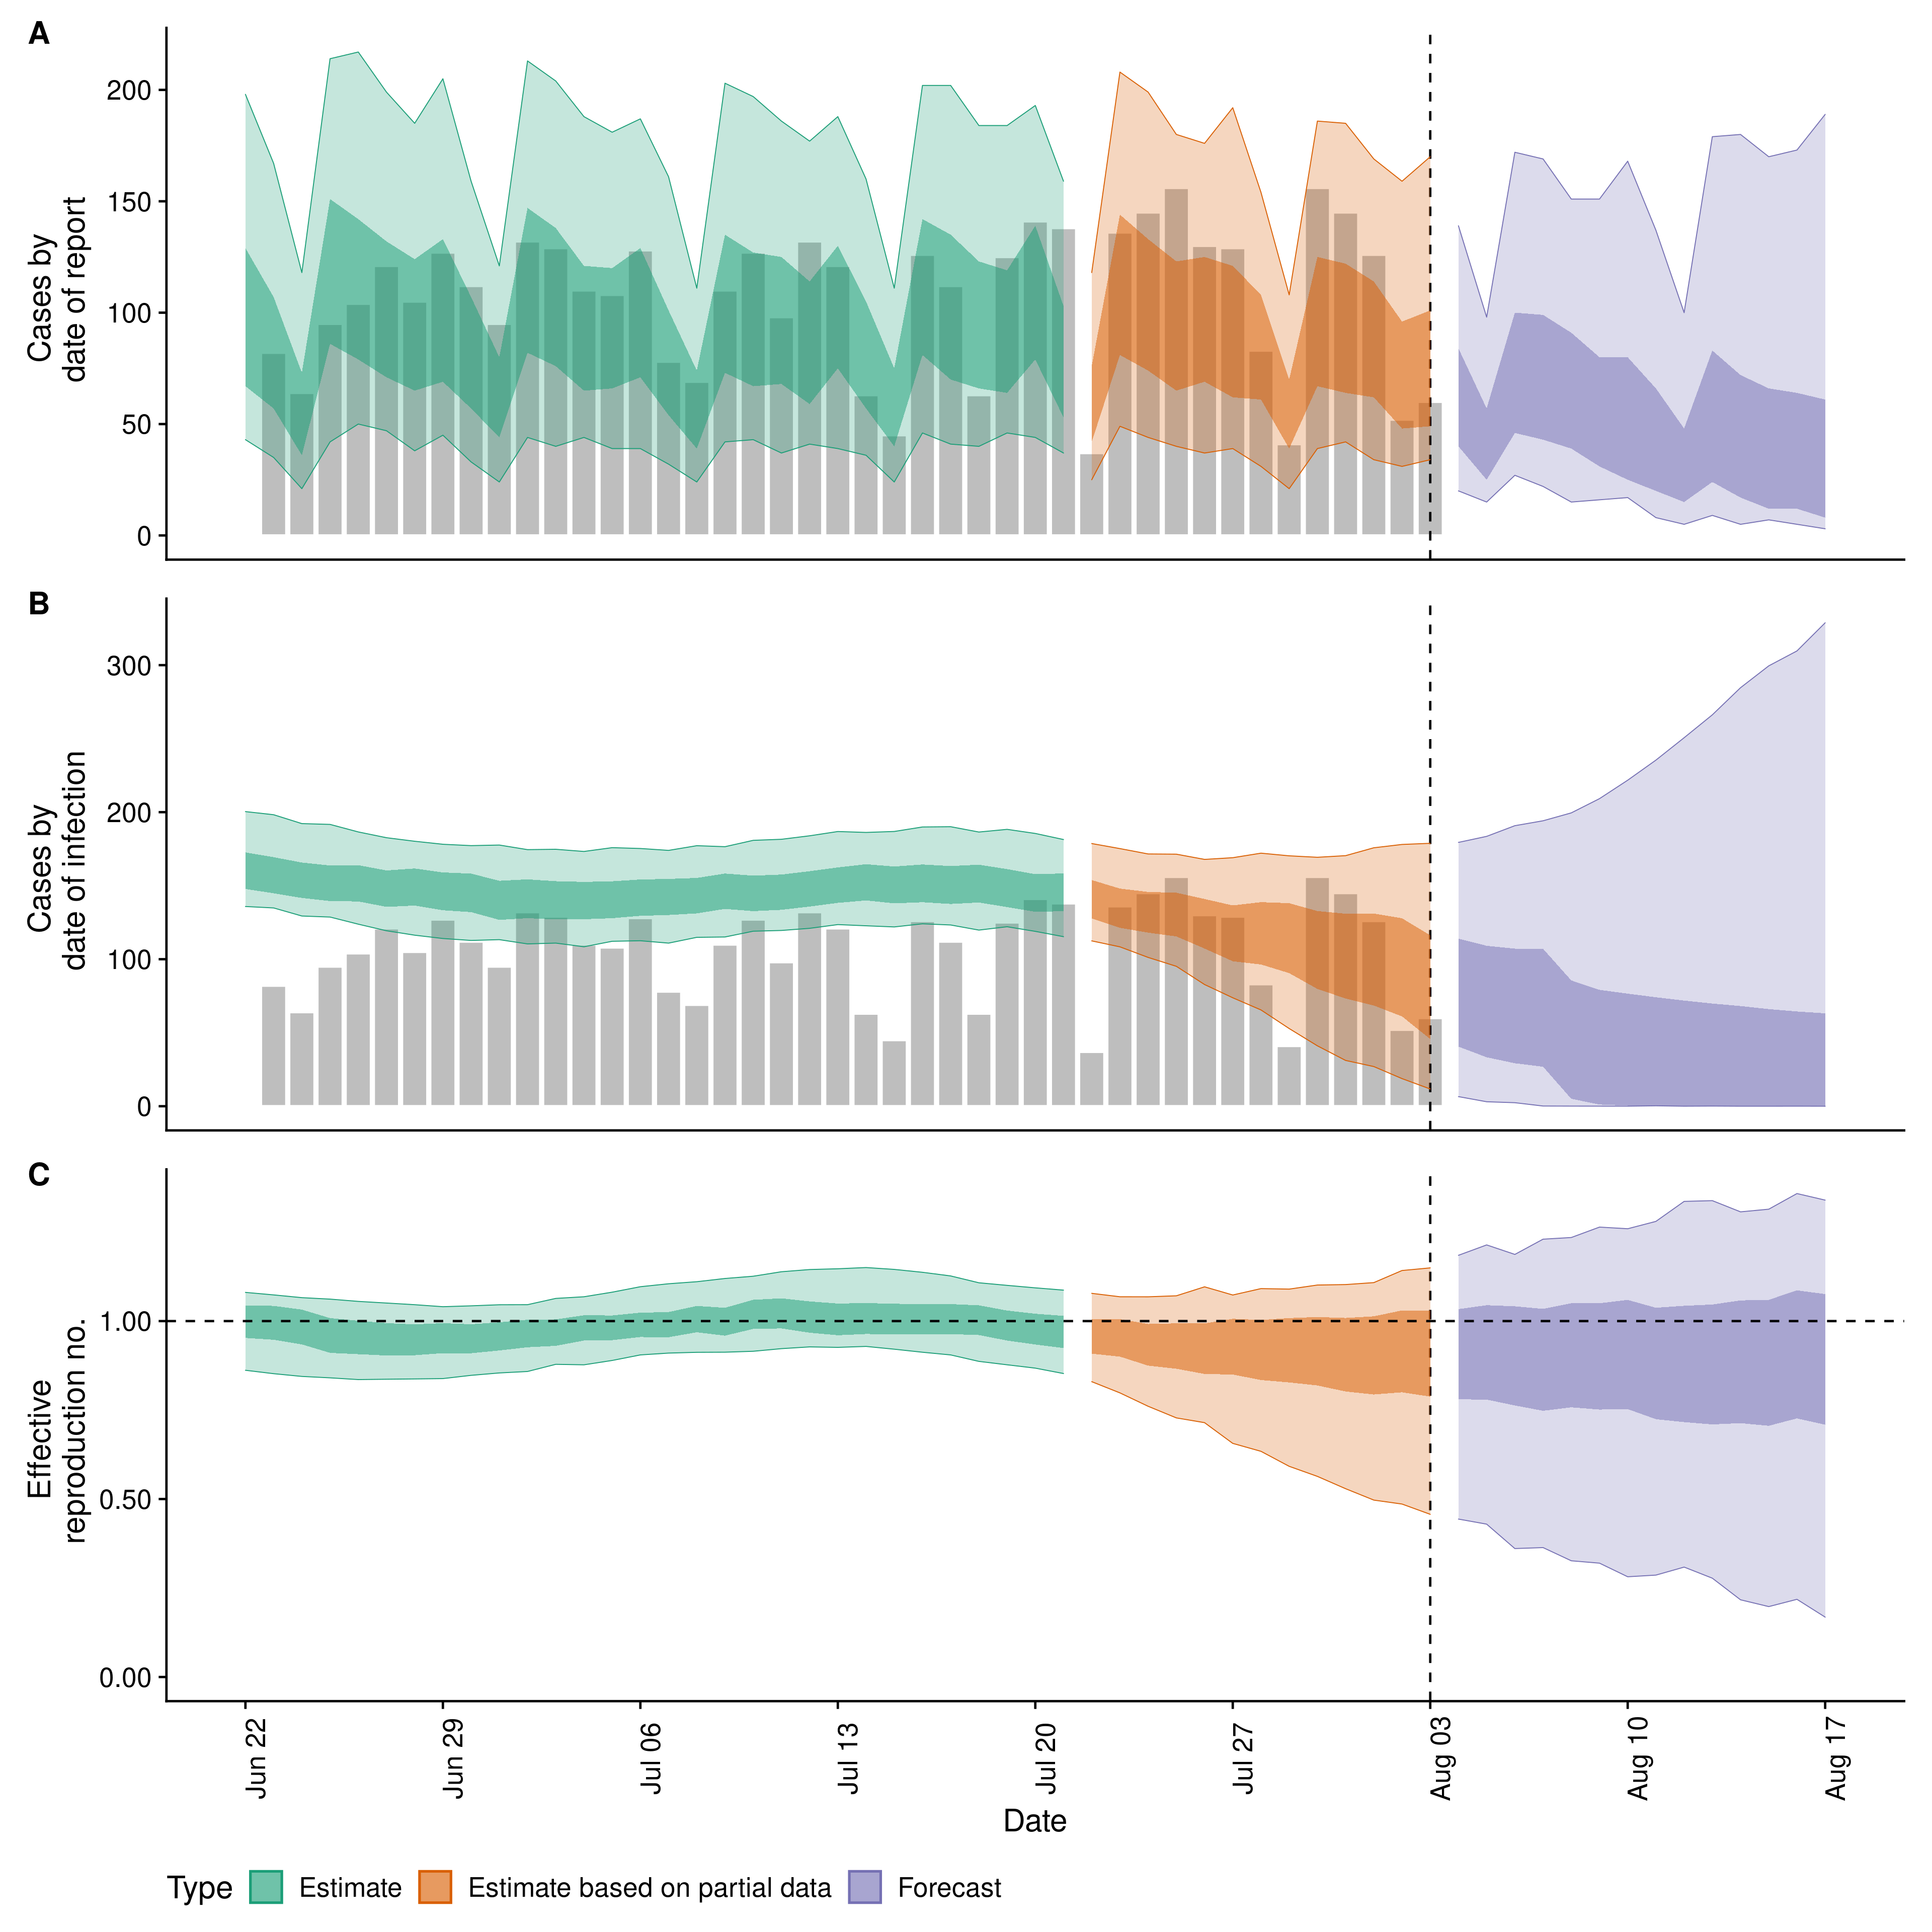 A
Cases by
date of report
200
150
100
50
0
B
Cases by
date of infection
300
200
100
0
C
Effective
reproduction no.
1.00
0.50
0.00
Jun 22
Jun 29
Jul 06
Jul 13
Jul 20
Jul 27
Aug 03
Aug 10
Aug 17
Date
Type Estimate Estimate based on partial data Forecast